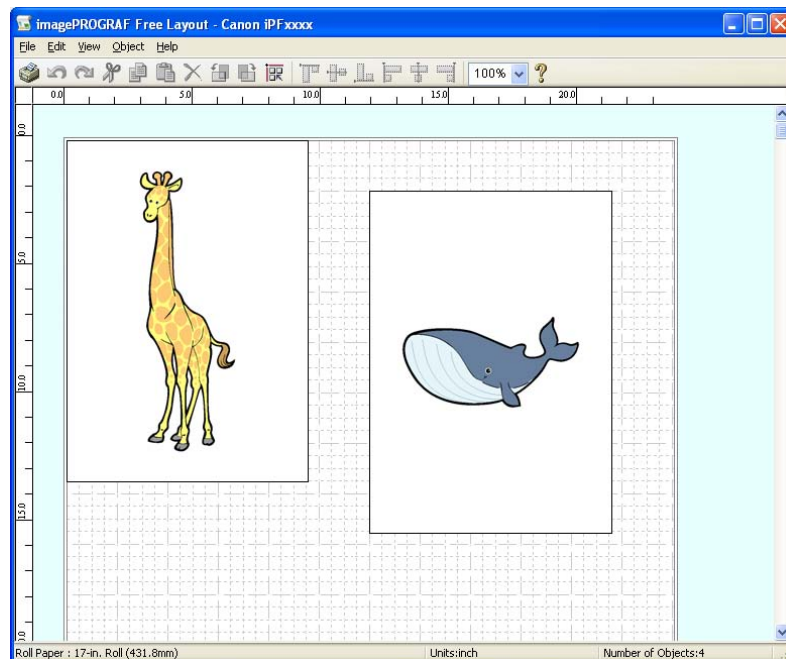 imagePROGRAF Free Layout - Canon iPFxxxx
File Edit View Object Help
100%
0.0 5.0 10.0 15.0 20.0
0.0
5.0
10.0
15.0
0.0
Roll Paper : 17-in. Roll (431.8mm) Units:inch Number of Objects:4